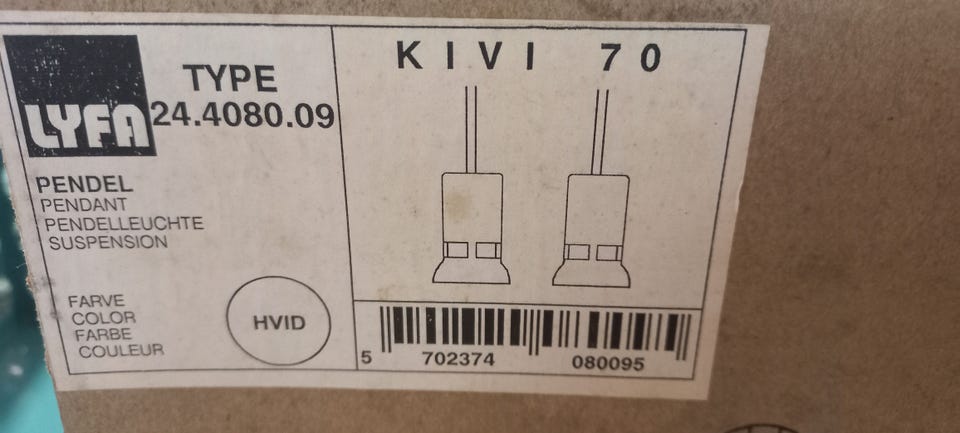 LYFA
TYPE
24.4080.09
PENDEL
PENDANT
PENDELLEUCHTE
SUSPENSION
FARVE
COLOR
FARBE
COULEUR
HVID
KIVI 70
5 702374 080095